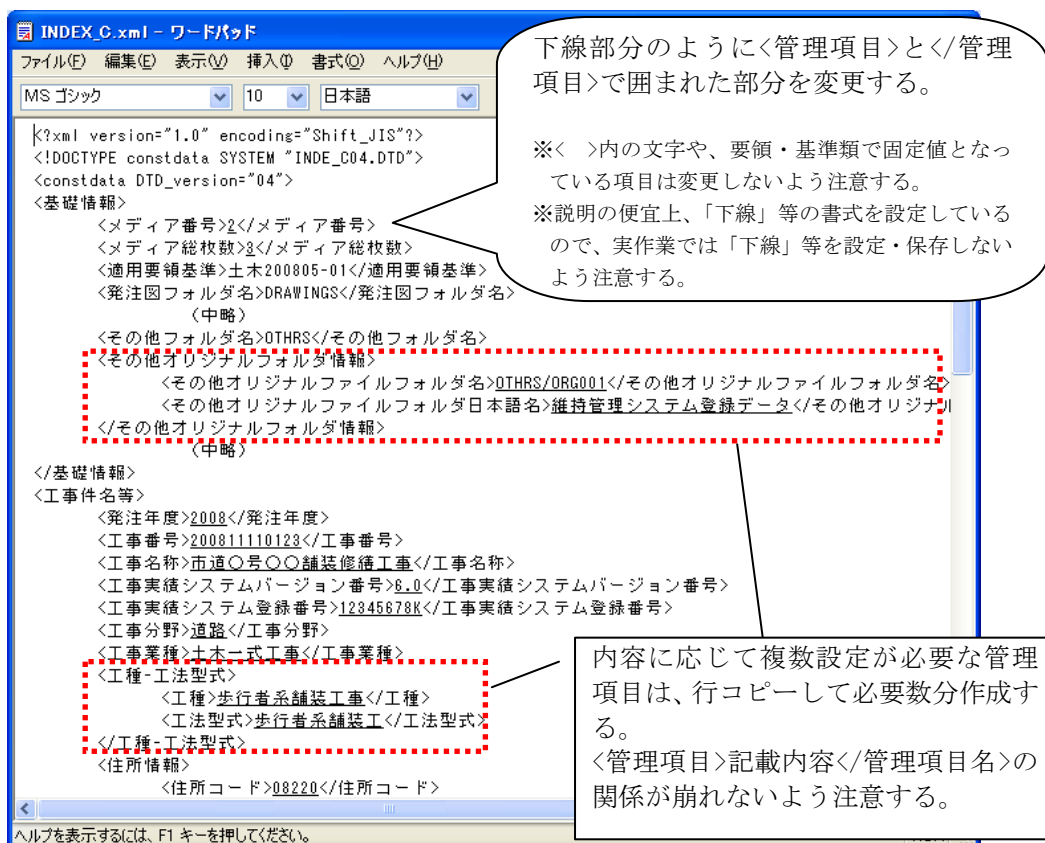 INDEX_C.xml - ワードパッド
ファイル(F) 編集(E) 表示(V) 挿入(I) 書式(O) ヘルプ(H)
MS ゴシック 10 日本語
下線部分のように<管理項目>と</管理
項目>で囲まれた部分を変更する。
※< >内の文字や、要領・基準類で固定値となっ
ている項目は変更しないよう注意する。
※説明の便宜上、「下線」等の書式を設定している
ので、実作業では「下線」等を設定・保存しない
よう注意する。
<?xml version="1.0" encoding="Shift_JIS"?>
<!DOCTYPE constdata SYSTEM "INDE_C04.DTD">
<constdata DTD_version="04">
<基礎情報>
<メディア番号>2</メディア番号>
<メディア総枚数>3</メディア総枚数>
<適用要領基準>土木200805-01</適用要領基準>
<発注図フォルダ名>DRAWINGS</発注図フォルダ名>
(中略)
<その他フォルダ名>OTHRS</その他フォルダ名>
<その他オリジナルフォルダ情報>
<その他オリジナルファイルフォルダ名>OTHRS/ORG001</その他オリジナルファイルフォルダ名>
<その他オリジナルファイルフォルダ日本語名>維持管理システム登録データ</その他オリジナル
</その他オリジナルフォルダ情報>
(中略)
</基礎情報>
<工事件名等>
<発注年度>2008</発注年度>
<工事番号>200811110123</工事番号>
<工事名称>市道〇号〇〇舗装修繕工事</工事名称>
<工事実績システムバージョン番号>6.0</工事実績システムバージョン番号>
<工事実績システム登録番号>12345678K</工事実績システム登録番号>
<工事分野>道路</工事分野>
<工事業種>土木一式工事</工事業種>
<工種-工法型式>
<工種>歩行者系舗装工事</工種>
<工法型式>歩行者系舗装工</工法型式>
</工種-工法型式>
<住所情報>
<住所コード>08220</住所コード>
内容に応じて複数設定が必要な管理
項目は、行コピーして必要数分作成す
る。
<管理項目>記載内容</管理項目名>の
関係が崩れないよう注意する。
ヘルプを表示するには、F1 キーを押してください。